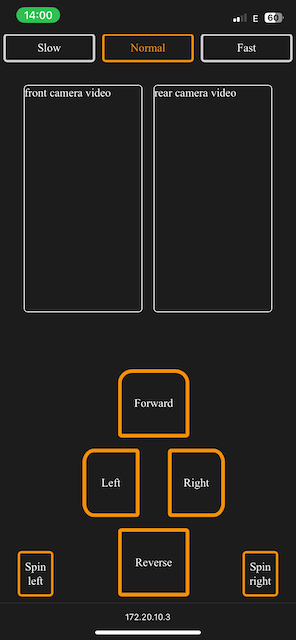 14:00
E
60
Slow
Normal
Fast
front camera video
rear camera video
Forward
Left
Right
Reverse
Spin
left
Spin
right
172.20.10.3